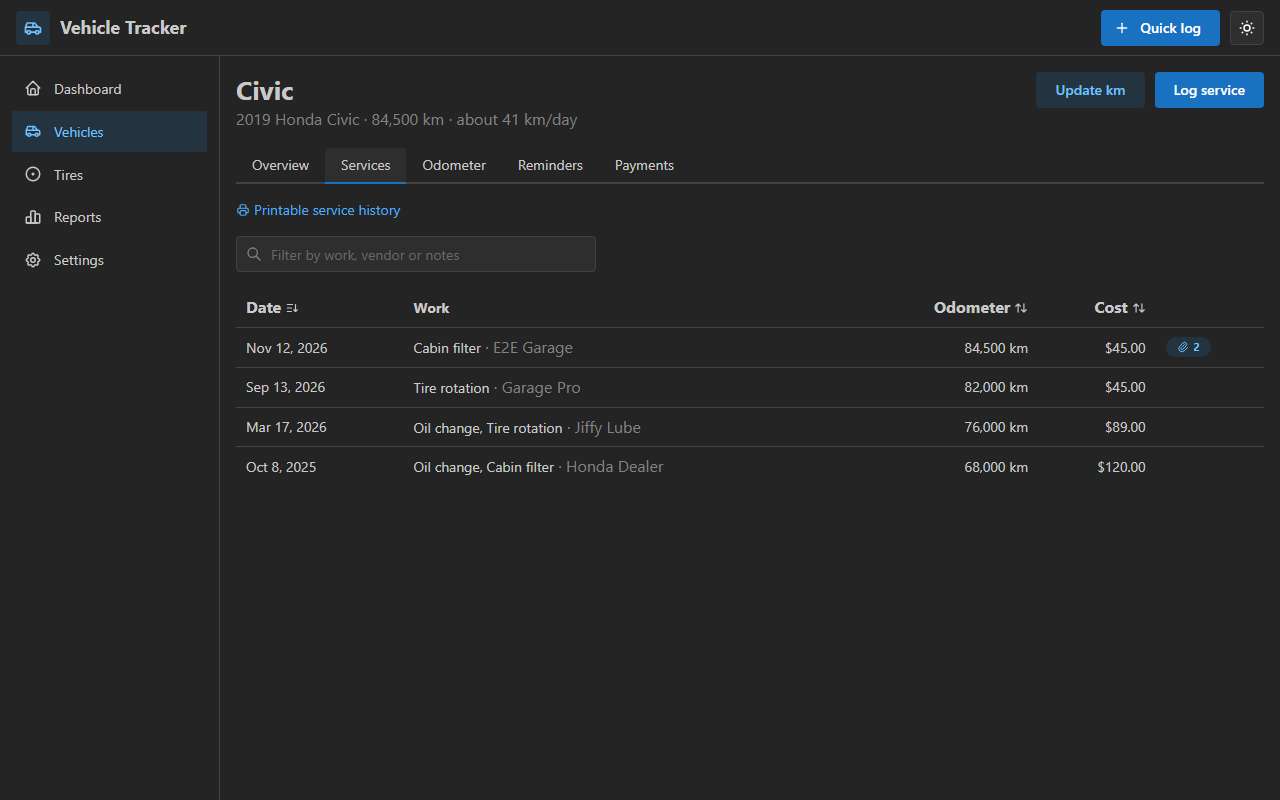 Vehicle Tracker
Quick log
Dashboard
Vehicles
Tires
Reports
Settings
Civic
2019 Honda Civic · 84,500 km · about 41 km/day
Update km
Log service
Overview Services Odometer Reminders Payments
Printable service history
Filter by work, vendor or notes
Date Work Odometer Cost
Nov 12, 2026 Cabin filter · E2E Garage 84,500 km $45.00 2
Sep 13, 2026 Tire rotation · Garage Pro 82,000 km $45.00
Mar 17, 2026 Oil change, Tire rotation · Jiffy Lube 76,000 km $89.00
Oct 8, 2025 Oil change, Cabin filter · Honda Dealer 68,000 km $120.00